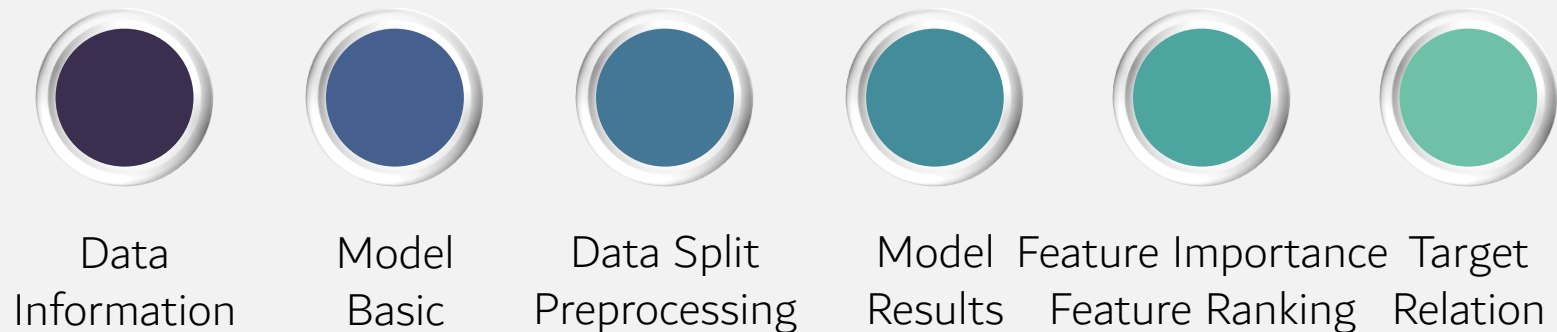 Data
Information
Model
Basic
Data Split
Preprocessing
Model
Results
Feature Importance
Feature Ranking
Target
Relation